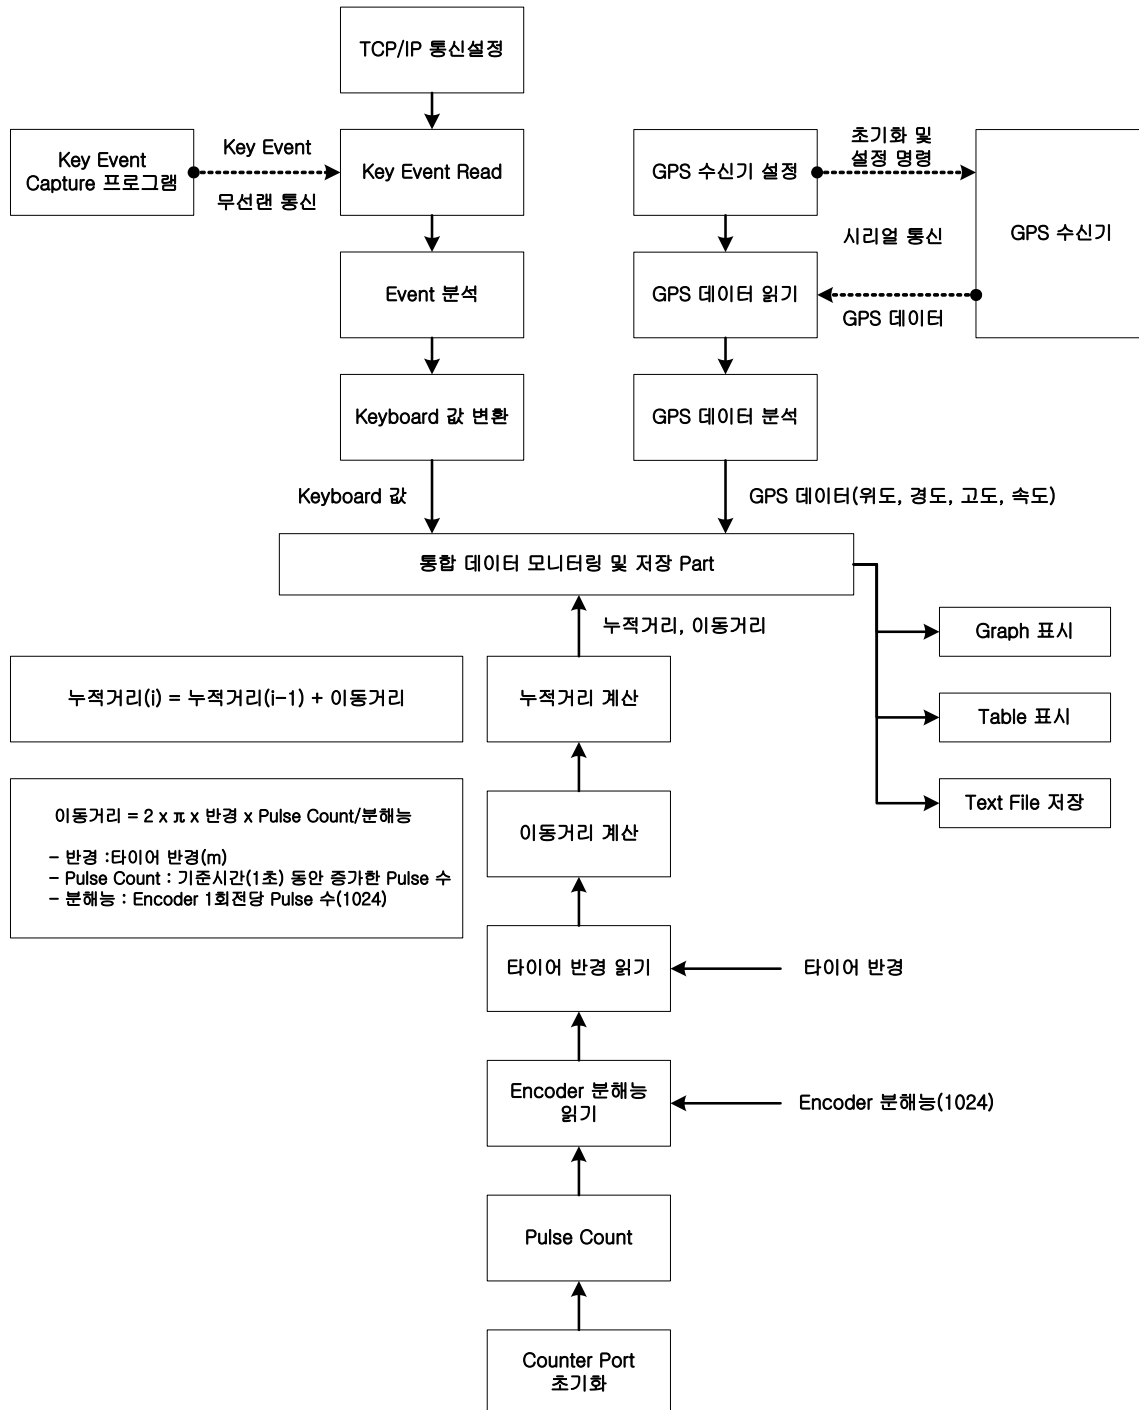 TCP/IP 통신설정
Key Event
Capture 프로그램
Key Event
무선랜 통신
Key Event Read
GPS 수신기 설정
초기화 및
설정 명령
시리얼 통신
GPS 수신기
Event 분석
GPS 데이터 읽기
GPS 데이터
Keyboard 값 변환
GPS 데이터 분석
Keyboard 값
GPS 데이터(위도, 경도, 고도, 속도)
통합 데이터 모니터링 및 저장 Part
누적거리, 이동거리
Graph 표시
누적거리(i) = 누적거리(i-1) + 이동거리
누적거리 계산
Table 표시
이동거리 = 2 x π x 반경 x Pulse Count/분해능
- 반경 :타이어 반경(m)
- Pulse Count : 기준시간(1초) 동안 증가한 Pulse 수
- 분해능 : Encoder 1회전당 Pulse 수(1024)
이동거리 계산
Text File 저장
타이어 반경 읽기
타이어 반경
Encoder 분해능
읽기
Encoder 분해능(1024)
Pulse Count
Counter Port
초기화